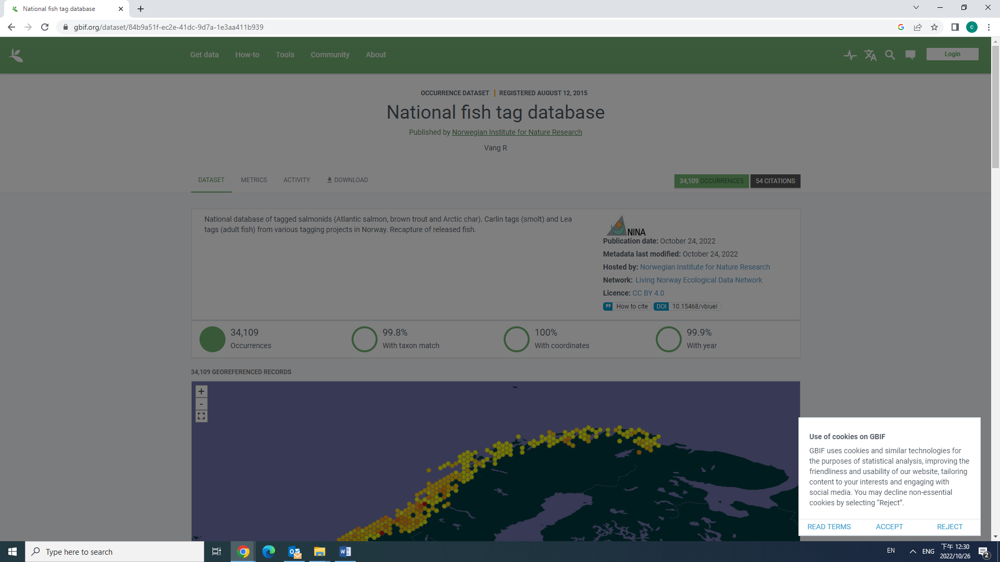 National fish tag database
gbif.org/dataset/84b9a51f-ec2e-41dc-9d7a-1e3aa411b939
C
Get data How-to Tools Community About Login
OCCURRENCE DATASET REGISTERED AUGUST 12, 2015
National fish tag database
Published by Norwegian Institute for Nature Research
Vang R
DATASET METRICS ACTIVITY DOWNLOAD 34,109 OCCURRENCES 54 CITATIONS
National database of tagged salmonids (Atlantic salmon, brown trout and Arctic char). Carlin tags (smolt) and Lea
tags (adult fish) from various tagging projects in Norway. Recapture of released fish.
NINA
Publication date: October 24, 2022
Metadata last modified: October 24, 2022
Hosted by: Norwegian Institute for Nature Research
Network: Living Norway Ecological Data Network
Licence: CC BY 4.0
How to cite DOI 10.15468/vbiuel
34,109
Occurrences
99.8%
With taxon match
100%
With coordinates
99.9%
With year
34,109 GEOREFERENCED RECORDS
+
-
Use of cookies on GBIF
GBIF uses cookies and similar technologies for
the purposes of statistical analysis, improving the
friendliness and usability of our website, tailoring
content to your interests and engaging with
social media. You may decline non-essential
cookies by selecting “Reject”.
READ TERMS ACCEPT REJECT
Type here to search
EN ENG
下午 12:30
2022/10/26
2